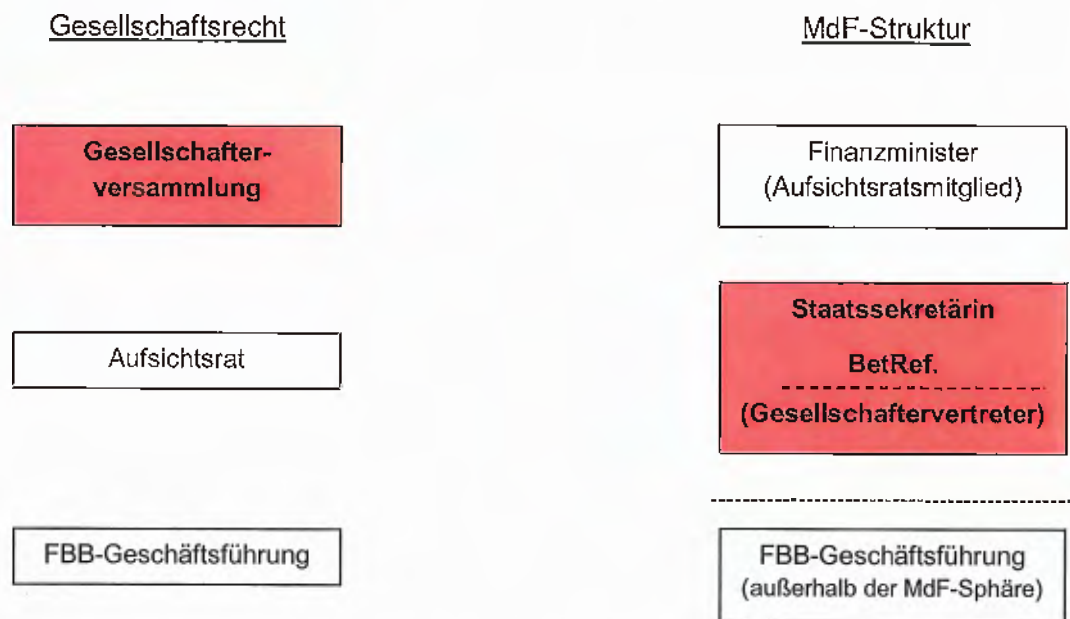 Gesellschaftsrecht
Gesellschafter-
versammlung
Aufsichtsrat
FBB-Geschäftsführung
MdF-Struktur
Finanzminister
(Aufsichtsratsmitglied)
Staatssekretärin
BetRef.
(Gesellschaftervertreter)
FBB-Geschäftsführung
(außerhalb der MdF-Sphäre)